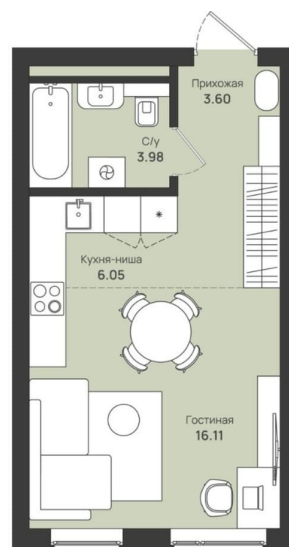 Прихожая
3.60
С/у
3.98
Кухня-ниша
6.05
Гостиная
16.11